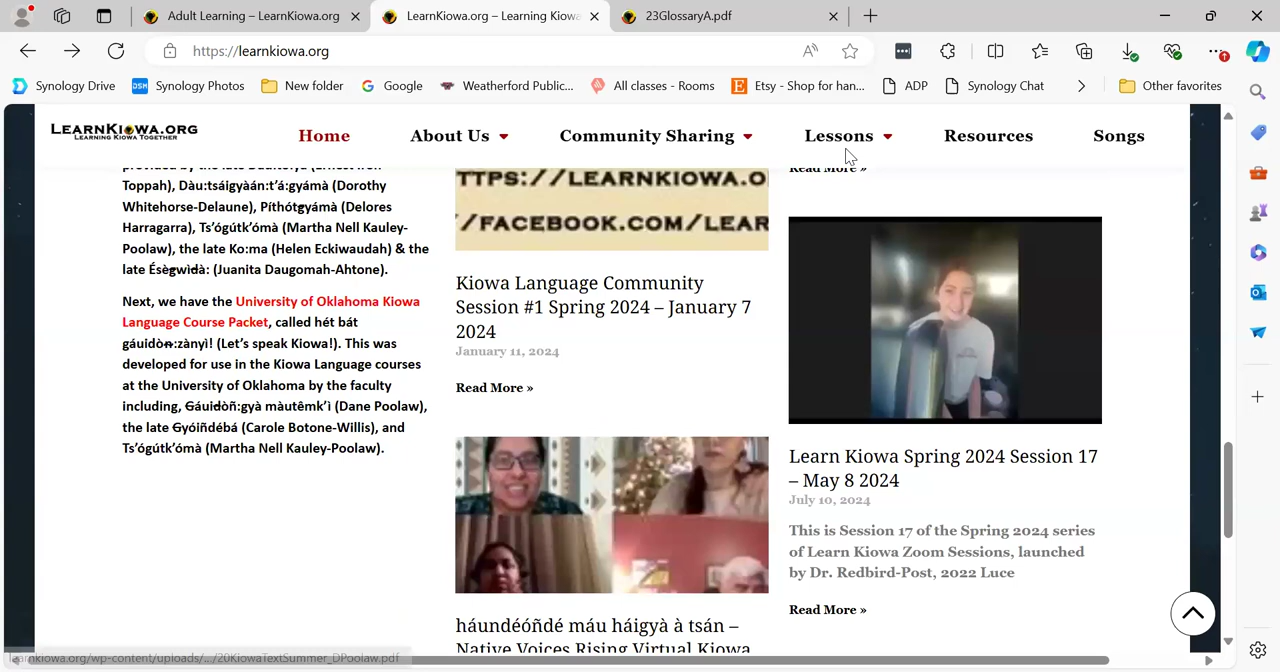 Adult Learning – LearnKiowa.org
LearnKiowa.org – Learning Kiowa
23GlossaryA.pdf
https://learnkiowa.org
Synology Drive
DSM Synology Photos
New folder
Google
Weatherford Public...
All classes - Rooms
Etsy - Shop for han...
ADP
Synology Chat
Other favorites
LearnKiowa.org
Learning Kiowa Together
Home
About Us
Community Sharing
Lessons
Resources
Songs
Toppah), Dàu:tsáigyàán:t'á:gyámà (Dorothy
Whitehorse-Delaune), Píthótgyámà (Delores
Harragarra), Ts'ógútk'ómà (Martha Nell Kauley-
Poolaw), the late Ko:ma (Helen Eckiwaudah) & the
late Ésègwìdà: (Juanita Daugomah-Ahtone).
Next, we have the University of Oklahoma Kiowa
Language Course Packet, called hét bát
gáuidòn:zànyì! (Let's speak Kiowa!). This was
developed for use in the Kiowa Language courses
at the University of Oklahoma by the faculty
including, Gáuidòñ:gyà màutêmk'ì (Dane Poolaw),
the late Gyóiñdébá (Carole Botone-Willis), and
Ts'ógútk'ómà (Martha Nell Kauley-Poolaw).
TTPS://LEARNKIOWA.O
/FACEBOOK.COM/LEAR
Kiowa Language Community
Session #1 Spring 2024 – January 7
2024
January 11, 2024
Read More »
háundéóñdé máu háigyà à tsán –
Native Voices Rising Virtual Kiowa
Read More »
Learn Kiowa Spring 2024 Session 17
– May 8 2024
July 10, 2024
This is Session 17 of the Spring 2024 series
of Learn Kiowa Zoom Sessions, launched
by Dr. Redbird-Post, 2022 Luce
Read More »
learnkiowa.org/wp-content/uploads/.../20KiowaTextSummer_DPoolaw.pdf